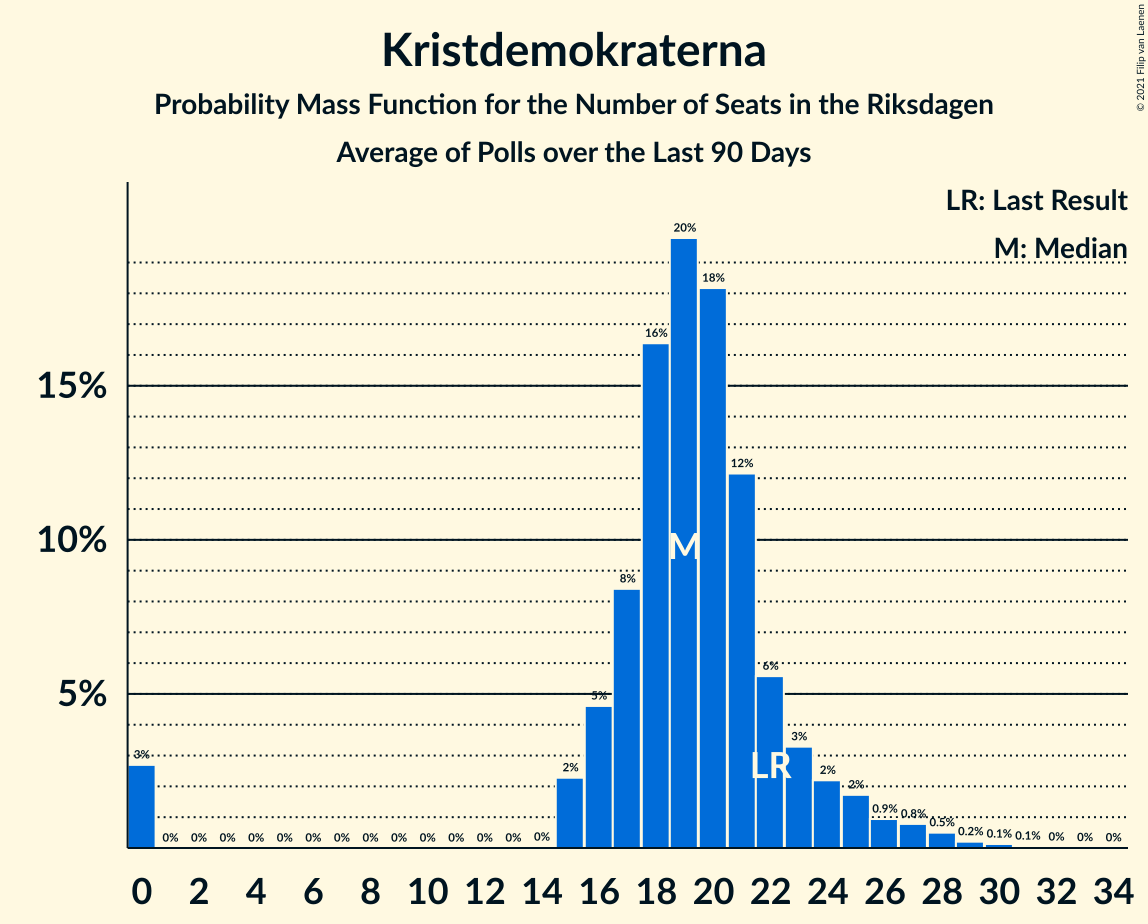 Kristdemokraterna
Probability Mass Function for the Number of Seats in the Riksdagen
Average of Polls over the Last 90 Days
© 2021 Filip van Laenen
LR: Last Result
M: Median
15%
10%
5%
3% 0% 0% 0% 0% 0% 0% 0% 0% 0% 0% 0% 0% 0% 0% 2% 5% 8% 16% 20% 18% 12% 6% 3% 2% 2% 0.9% 0.8% 0.5% 0.2% 0.1% 0.1% 0% 0% 0%
M
LR
0 2 4 6 8 10 12 14 16 18 20 22 24 26 28 30 32 34